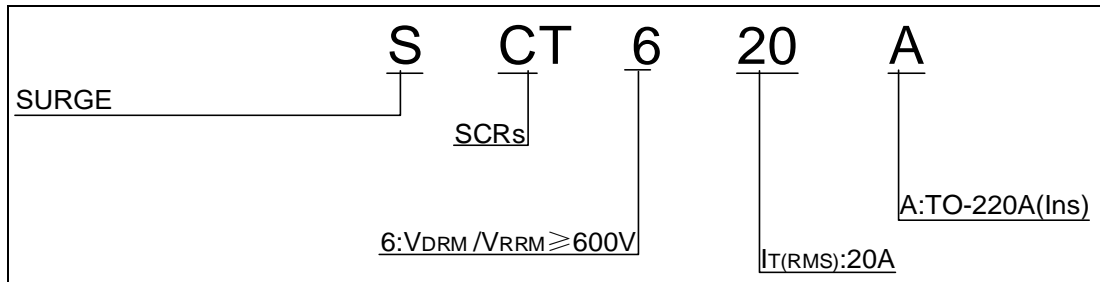 S CT 6 20 A
SURGE
SCRs
A:TO-220A(Ins)
6:VDRM /VRRM≥600V
IT(RMS):20A